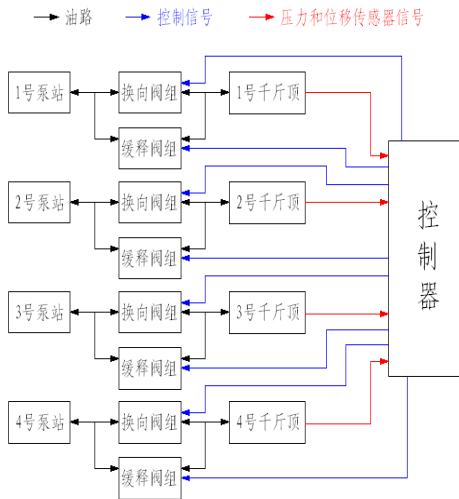 油路 控制信号 压力和位移传感器信号
1号泵站 换向阀组 1号千斤顶
缓释阀组
2号泵站 换向阀组 2号千斤顶
缓释阀组
控制器
3号泵站 换向阀组 3号千斤顶
缓释阀组
4号泵站 换向阀组 4号千斤顶
缓释阀组